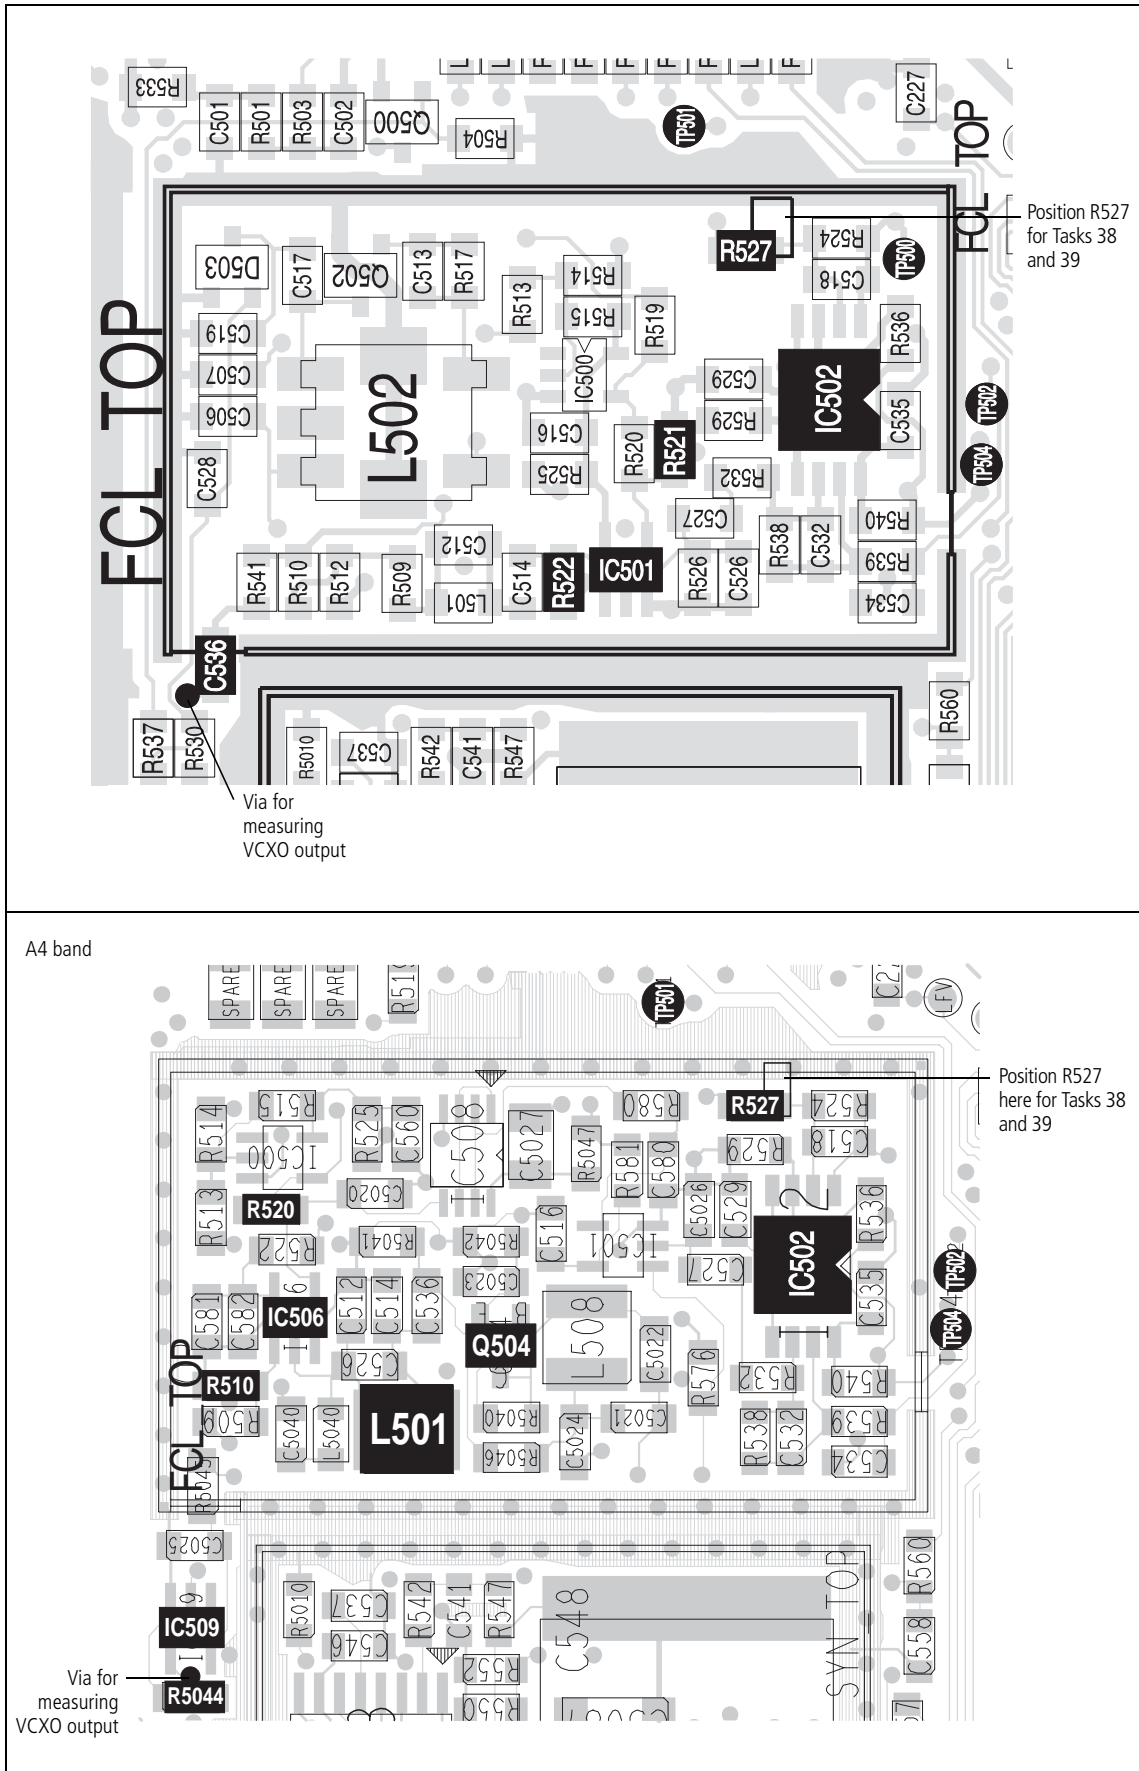 R533
C501
R501
R503
C502
Q500
R504
TP501
C227
FCL TOP
Position R527
for Tasks 38
and 39
R527
R524
C518
TP500
D503
C517
Q502
C513
R517
R513
R514
R515
R519
R536
FCL TOP
C519
C507
C506
L502
IC500
C529
R529
IC502
TP502
C535
C516
R525
R520
R521
TP504
C528
R532
C527
R540
C512
R538
C532
R541
R510
R512
R509
L501
C514
R522
IC501
R526
C526
R539
C534
C536
R560
R537
R530
R5010
C537
R542
C541
R547
Via for
measuring
VCXO output
A4 band
SPARE
SPARE
SPARE
TP501
LFV
Position R527
here for Tasks 38
and 39
R527
R515
R580
R524
R514
R525
C560
IC508
C5027
R5047
R529
C518
IC500
R581
C580
C5020
C5026
C529
R536
R513
R520
R5041
R5042
C516
IC501
IC502
R522
C5023
C527
TP502
C535
C581
C582
IC506
C512
C514
C536
Q504
L508
TP504
C526
C5022
R576
R532
R540
FCL TOP
R510
R509
L501
R5040
C5021
C5040
L5040
R5046
C5024
R538
C532
R539
C534
R5045
C5025
R560
IC509
R5010
C537
R542
C541
R547
C548
SYN TOP
C546
C558
R552
R550
Via for
measuring
VCXO output
R5044